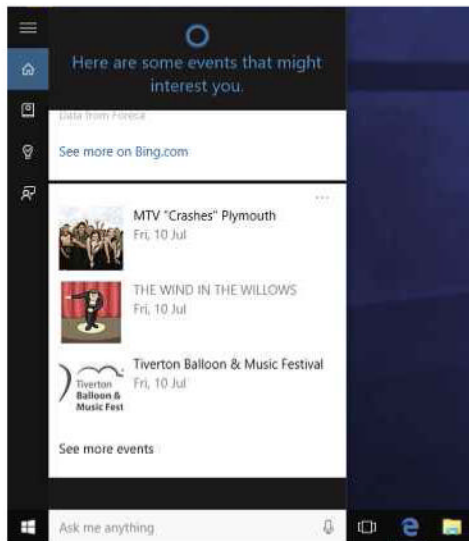 Here are some events that might
interest you.
Data from Foreca
See more on Bing.com
MTV "Crashes" Plymouth
Fri, 10 Jul
THE WIND IN THE WILLOWS
Fri, 10 Jul
Tiverton Balloon & Music Festival
Fri, 10 Jul
Tiverton
Balloon &
Music Fest
See more events
Ask me anything